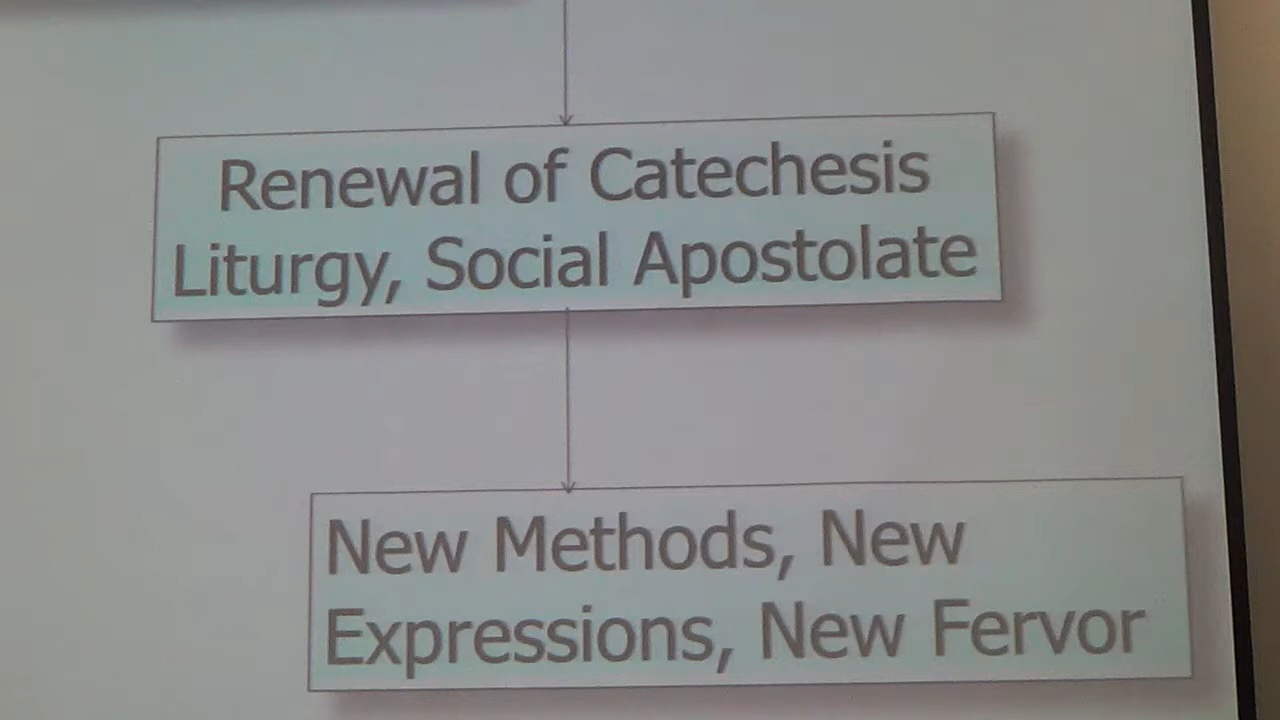 Renewal of Catechesis
Liturgy, Social Apostolate
New Methods, New
Expressions, New Fervor